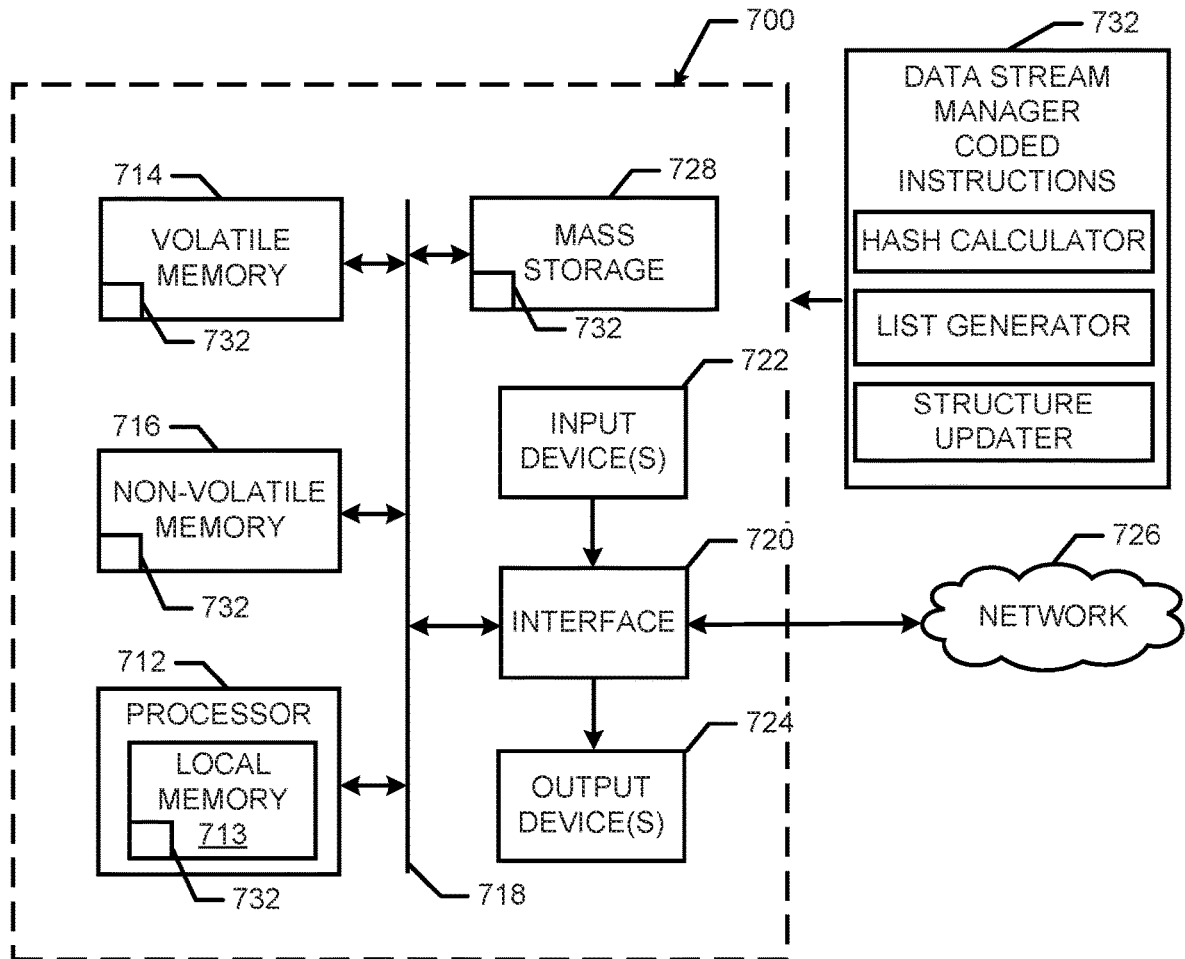 700
732
DATA STREAM
MANAGER
CODED
INSTRUCTIONS
HASH CALCULATOR
LIST GENERATOR
STRUCTURE
UPDATER
714
VOLATILE
MEMORY
732
728
MASS
STORAGE
732
722
INPUT
DEVICE(S)
716
NON-VOLATILE
MEMORY
732
720
INTERFACE
726
NETWORK
712
PROCESSOR
LOCAL
MEMORY
713
732
724
OUTPUT
DEVICE(S)
718